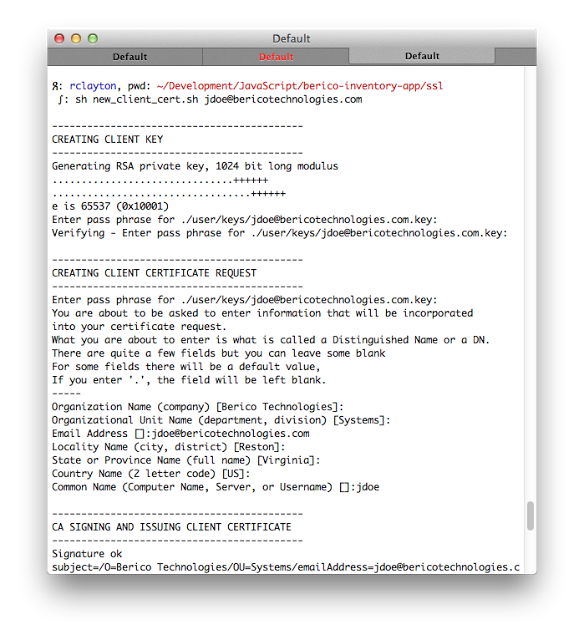 Default
Default
Default
Default
rclayton, pwd: ~/Development/JavaScript/berico-inventory-app/ssl
∫: sh new_client_cert.sh jdoe@bericotechnologies.com
-------------------------------------------
CREATING CLIENT KEY
-------------------------------------------
Generating RSA private key, 1024 bit long modulus
...............................++++++
..................................++++++
e is 65537 (0x10001)
Enter pass phrase for ./user/keys/jdoe@bericotechnologies.com.key:
Verifying - Enter pass phrase for ./user/keys/jdoe@bericotechnologies.com.key:
-------------------------------------------
CREATING CLIENT CERTIFICATE REQUEST
-------------------------------------------
Enter pass phrase for ./user/keys/jdoe@bericotechnologies.com.key:
You are about to be asked to enter information that will be incorporated
into your certificate request.
What you are about to enter is what is called a Distinguished Name or a DN.
There are quite a few fields but you can leave some blank
For some fields there will be a default value,
If you enter '.', the field will be left blank.
-----
Organization Name (company) [Berico Technologies]:
Organizational Unit Name (department, division) [Systems]:
Email Address []:jdoe@bericotechnologies.com
Locality Name (city, district) [Reston]:
State or Province Name (full name) [Virginia]:
Country Name (2 letter code) [US]:
Common Name (Computer Name, Server, or Username) []:jdoe
-------------------------------------------
CA SIGNING AND ISSUING CLIENT CERTIFICATE
-------------------------------------------
Signature ok
subject=/O=Berico Technologies/OU=Systems/emailAddress=jdoe@bericotechnologies.c